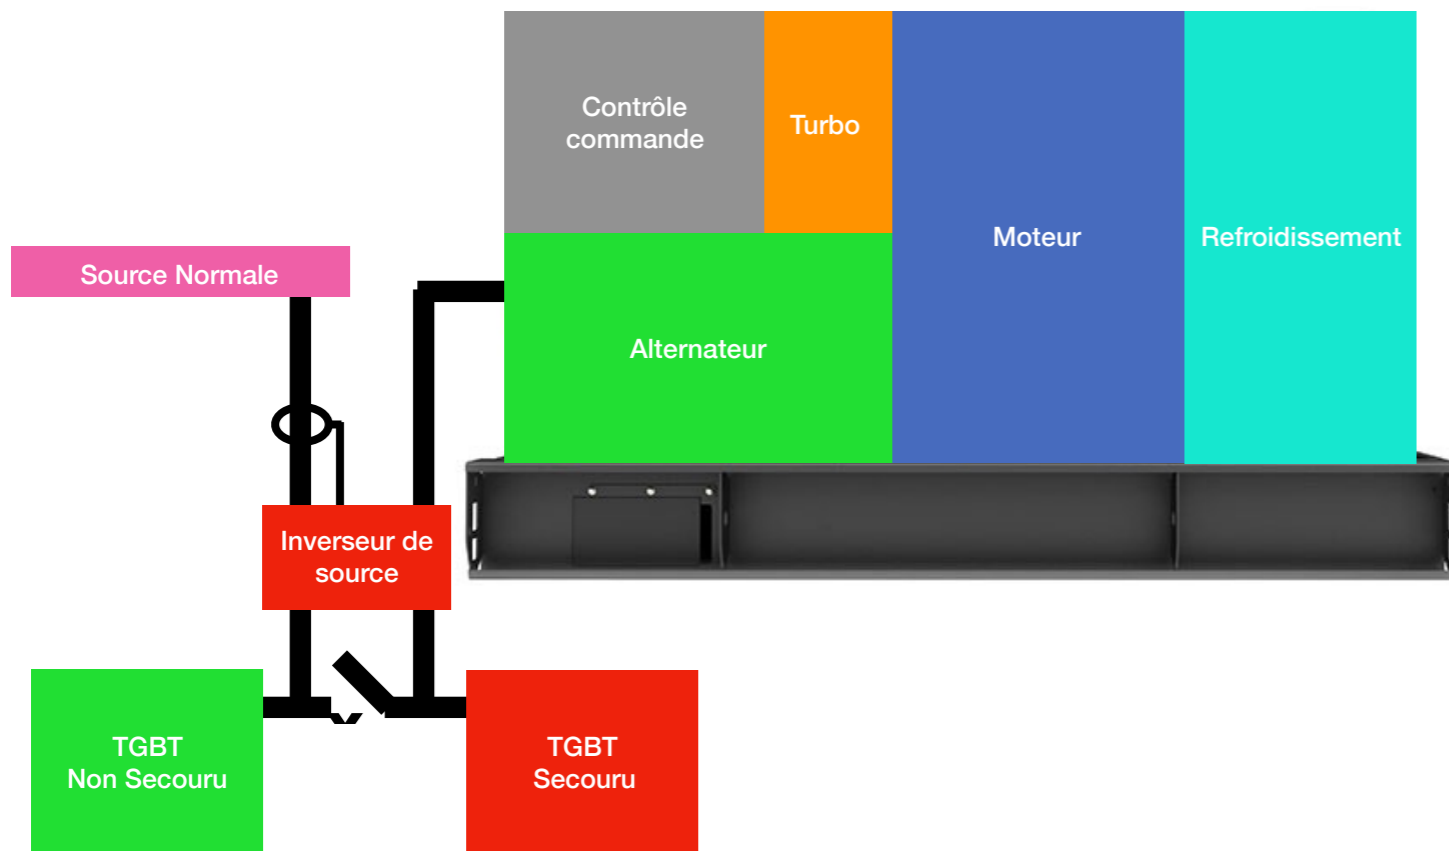 Contrôle
commande
Turbo
Moteur
Refroidissement
Source Normale
Alternateur
Inverseur de
source
TGBT
Non Secouru
TGBT
Secouru